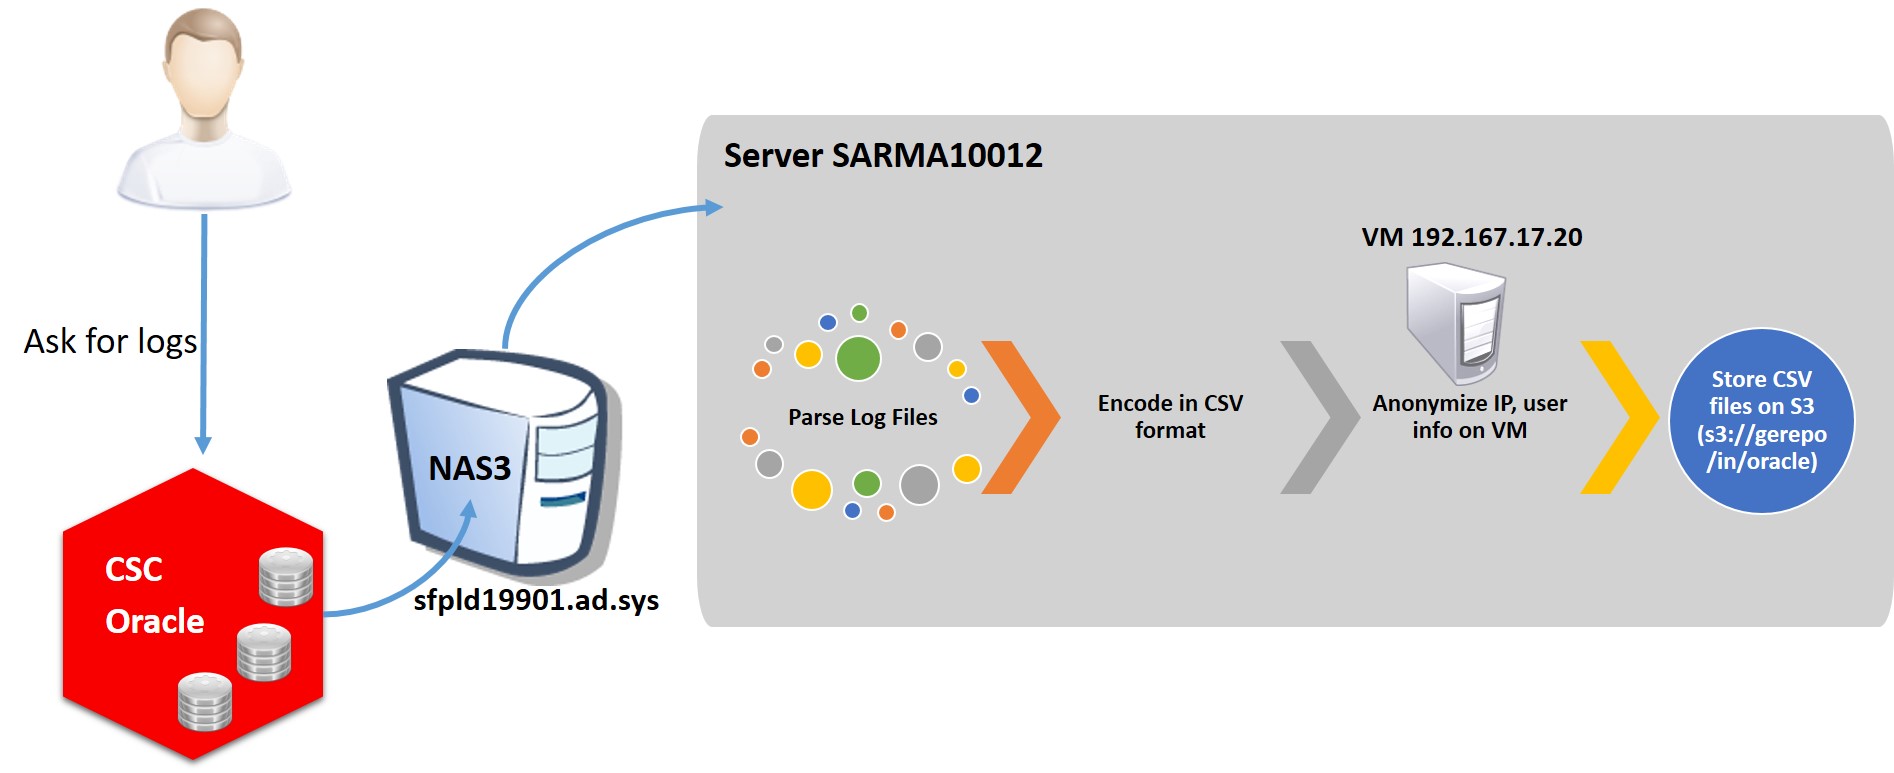 Server SARMA10012
VM 192.167.17.20
Ask for logs
Parse Log Files
Encode in CSV
format
Anonymize IP, user
info on VM
Store CSV
files on S3
(s3://gerepo
/in/oracle)
NAS3
sfpld19901.ad.sys
CSC
Oracle